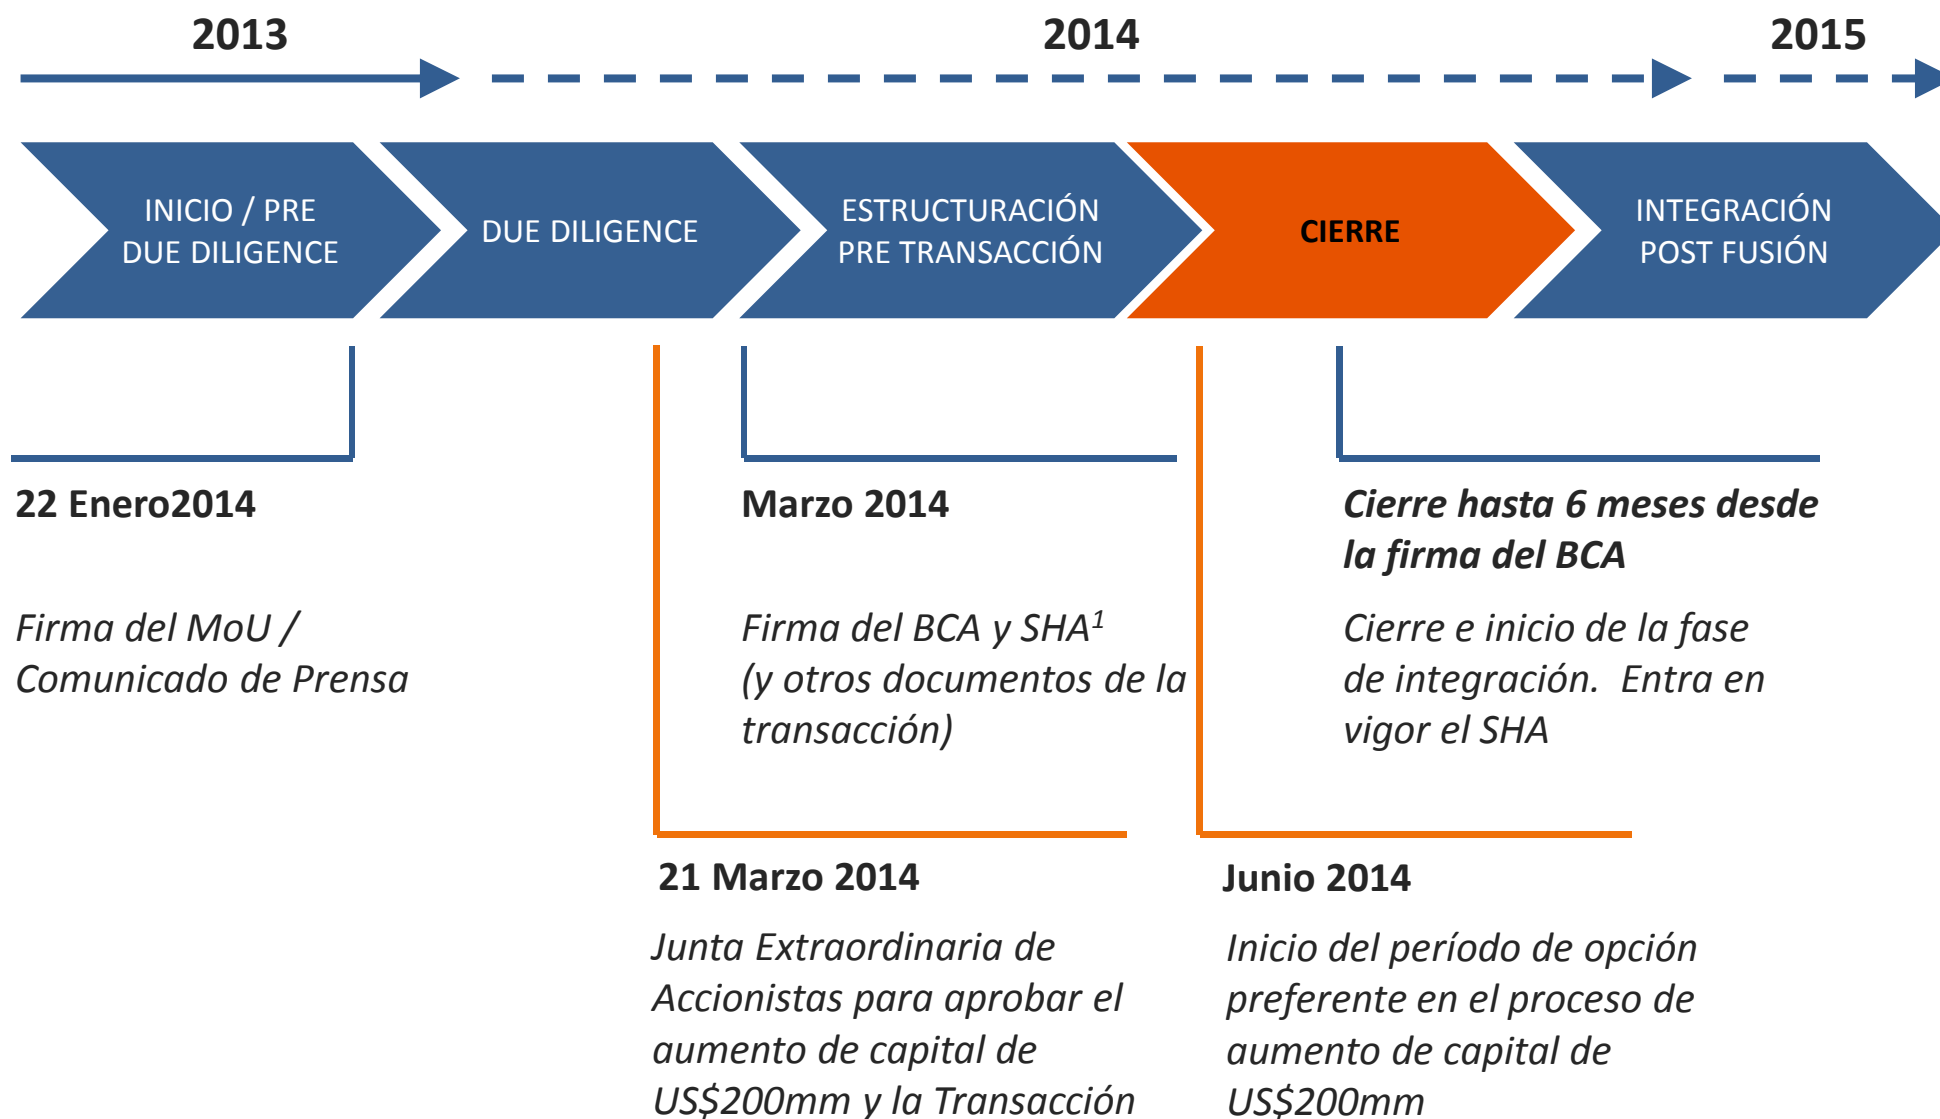 2013
2014
2015
INICIO / PRE
DUE DILIGENCE
DUE DILIGENCE
ESTRUCTURACIÓN
PRE TRANSACCIÓN
CIERRE
INTEGRACIÓN
POST FUSIÓN
22 Enero2014
Firma del MoU /
Comunicado de Prensa
Marzo 2014
Firma del BCA y SHA¹
(y otros documentos de la
transacción)
Cierre hasta 6 meses desde
la firma del BCA
Cierre e inicio de la fase
de integración.  Entra en
vigor el SHA
21 Marzo 2014
Junta Extraordinaria de
Accionistas para aprobar el
aumento de capital de
US$200mm y la Transacción
Junio 2014
Inicio del período de opción
preferente en el proceso de
aumento de capital de
US$200mm